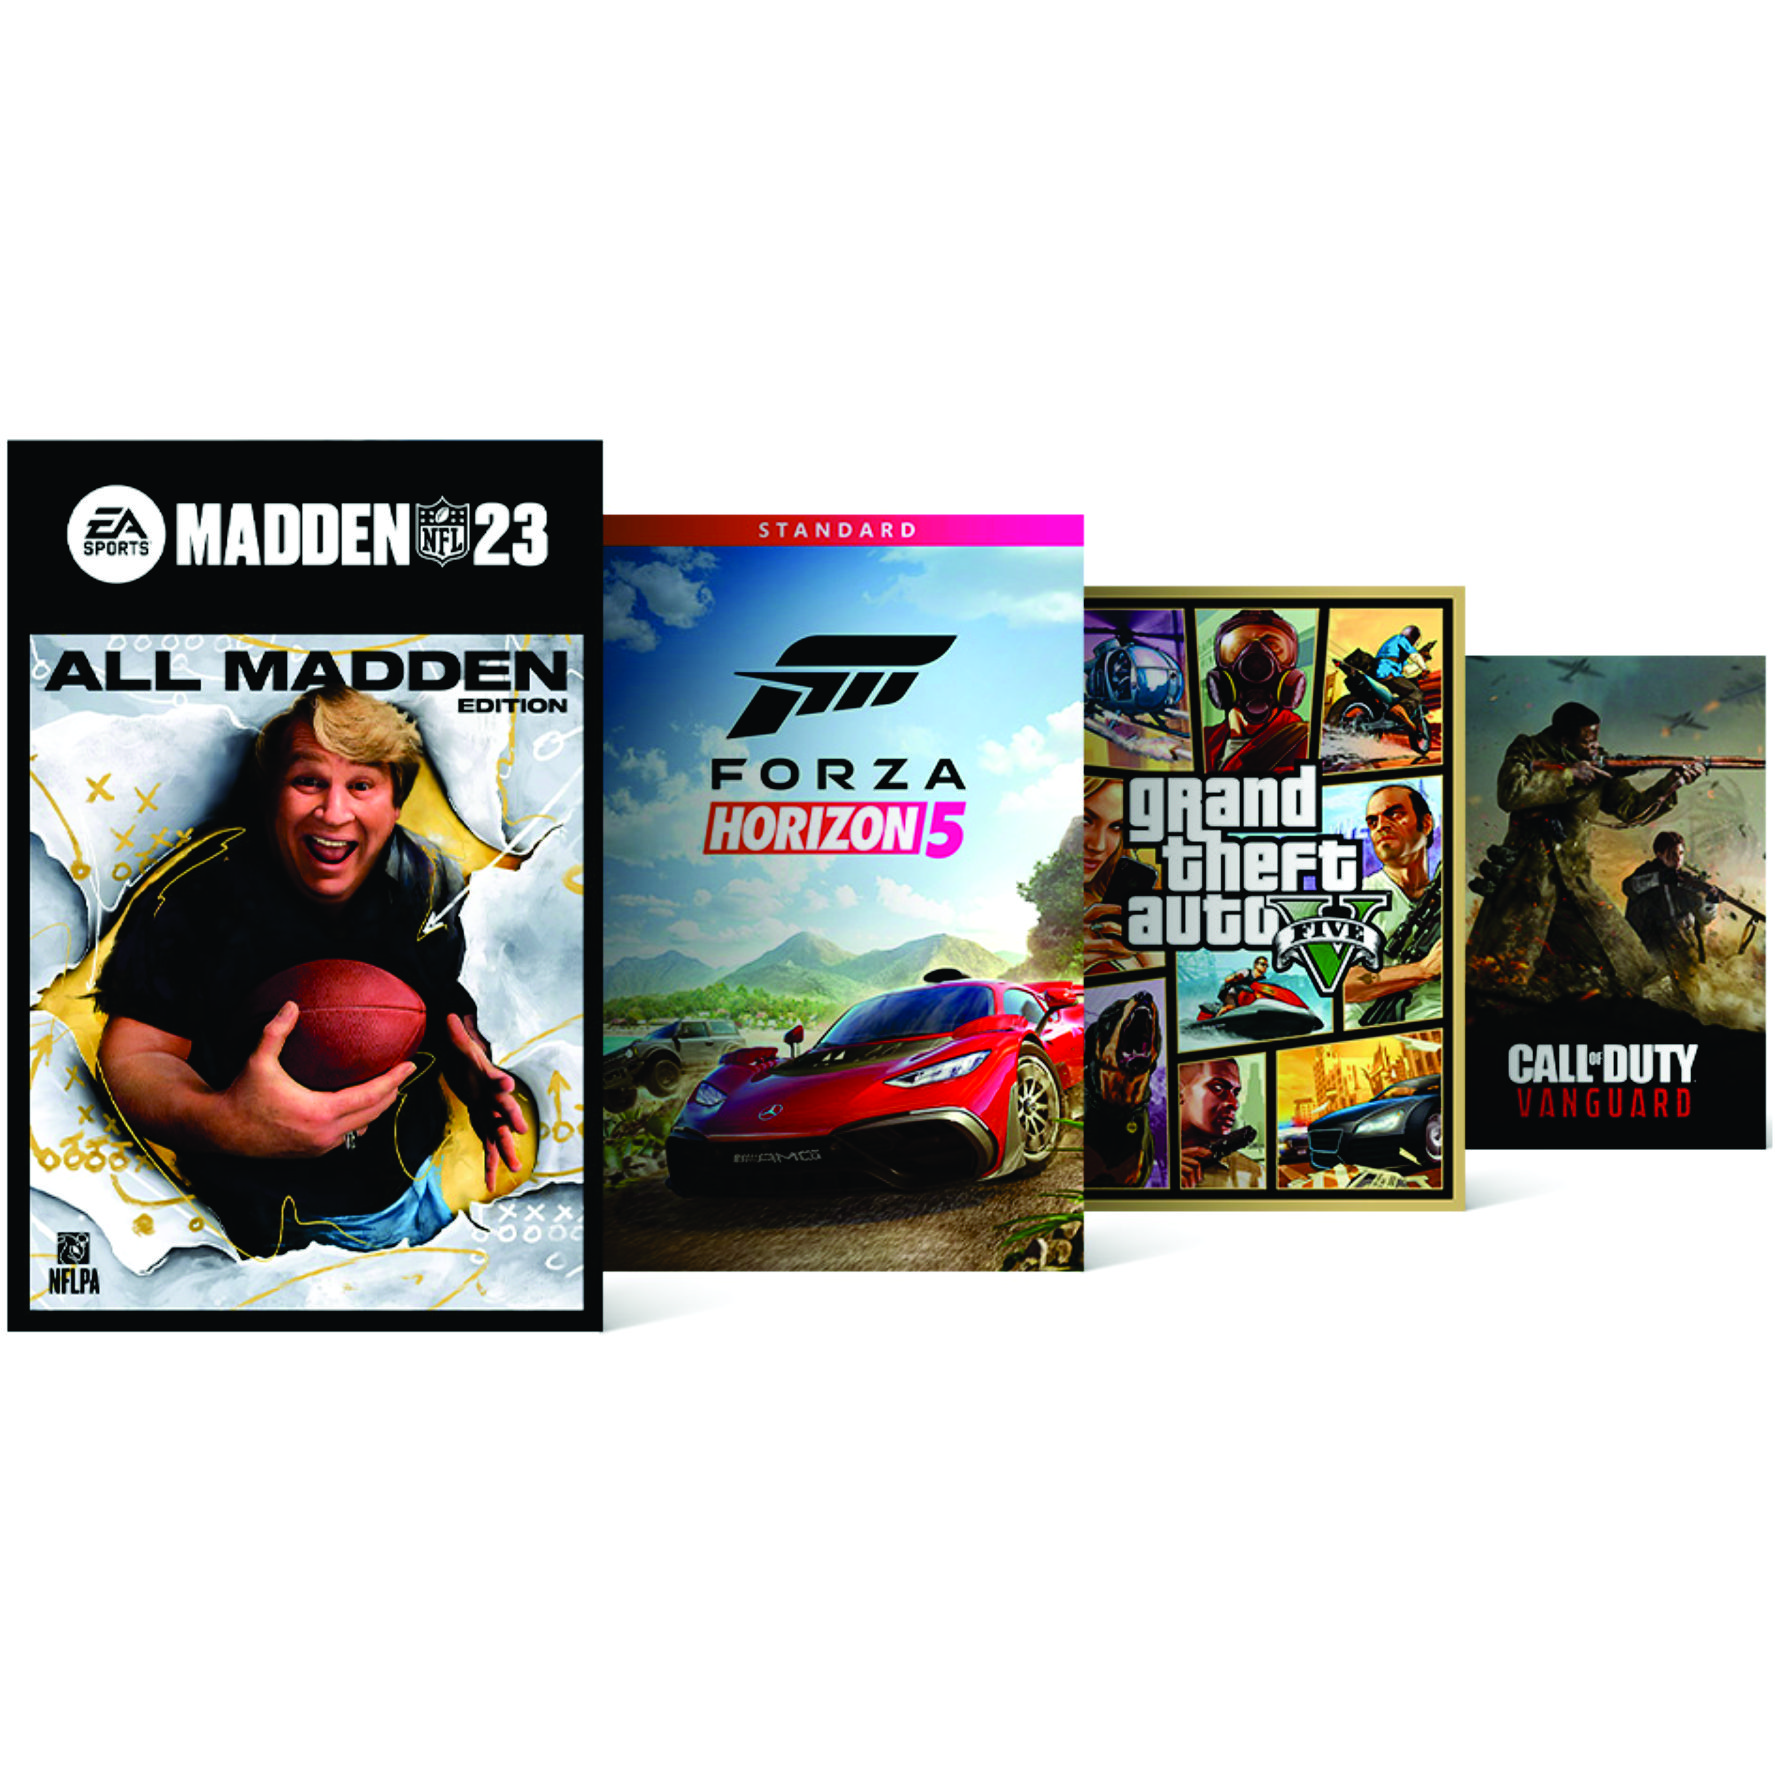 EA
SPORTS
MADDEN NFL 23
ALL MADDEN
EDITION
NFLPA
STANDARD
FORZA
HORIZON 5
AMG
grand
theft
auto
V
FIVE
CALL OF DUTY
VANGUARD